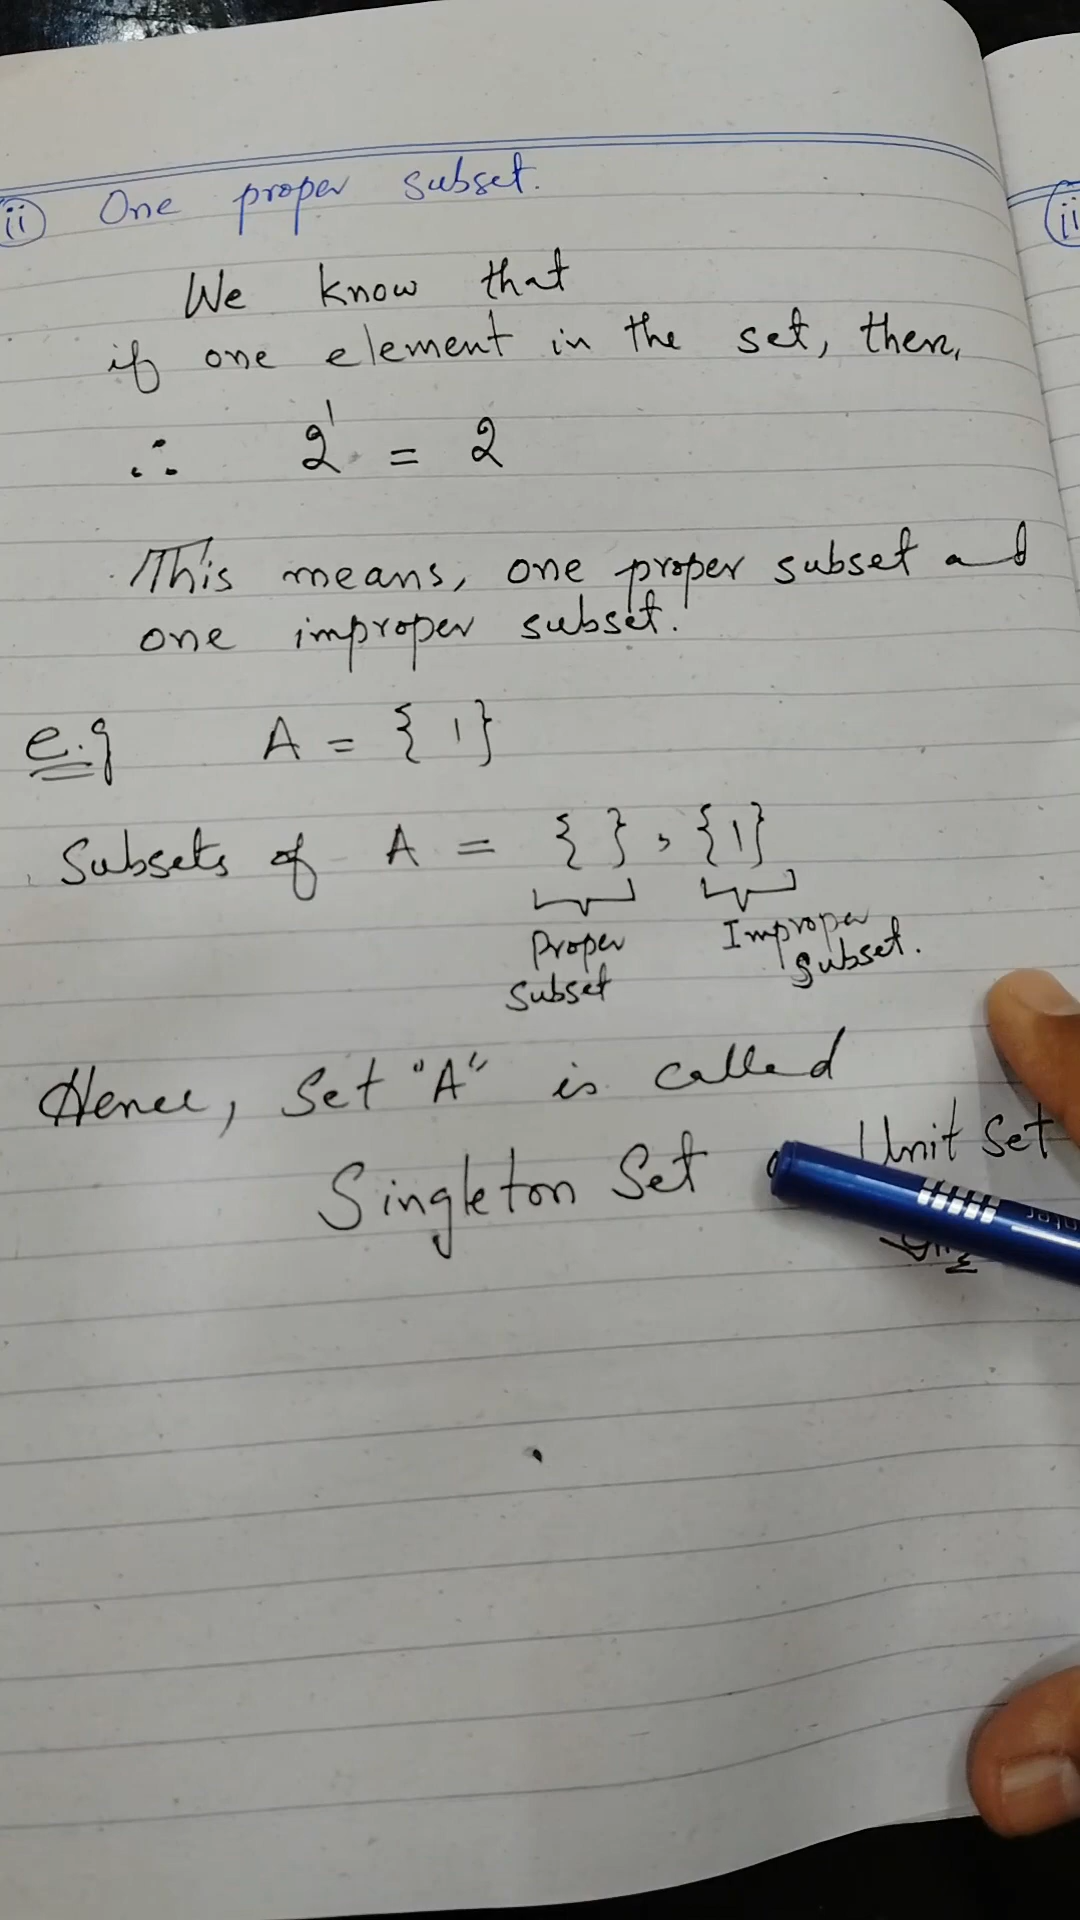 (ii) One proper subset.
We know that
if one element in the set, then,
∴ 2¹ = 2
This means, one proper subset and
one improper subset.
e.g A = { 1 }
Subsets of A = { } , {1}
Proper subset
Improper subset.
Hence, Set "A" is called
Singleton Set Unit Set
(ii